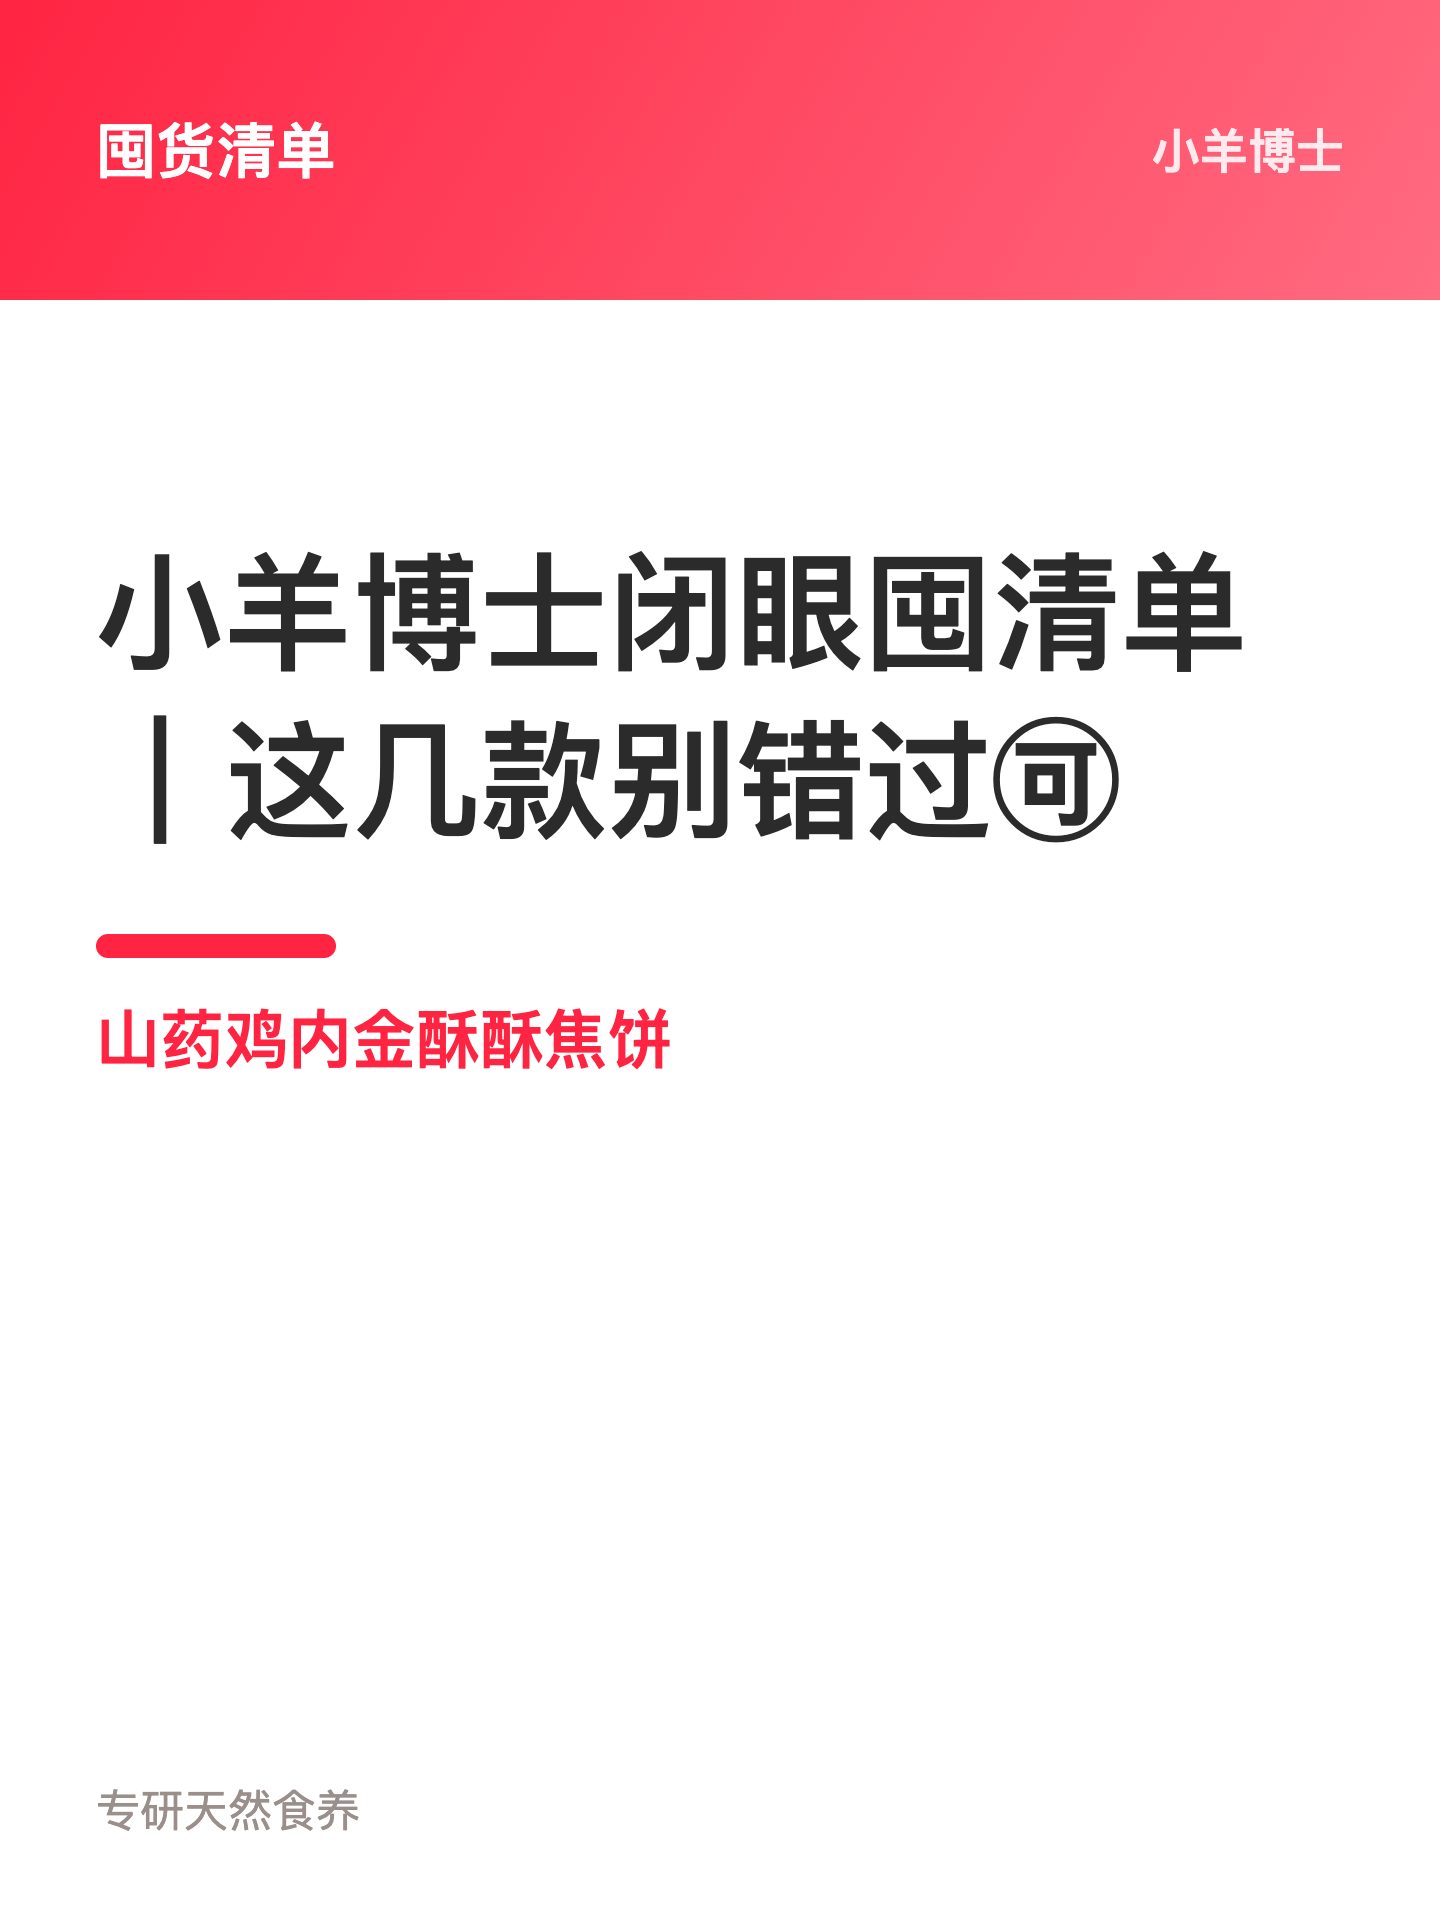 囤货清单
小羊博士
小羊博士闭眼囤清单
｜这几款别错过🉑
山药鸡内金酥酥焦饼
专研天然食养